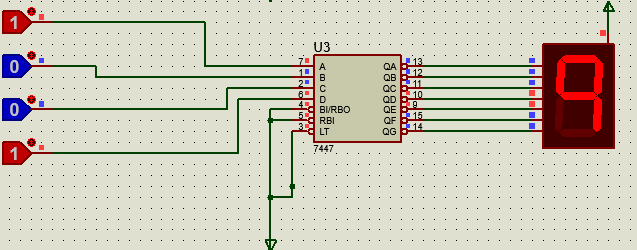 1
0
0
1
U3
7 A QA 13
1 B QB 12
2 C QC 11
6 D QD 10
4 BI/RBO QE 9
5 RBI QF 15
3 LT QG 14
7447
9